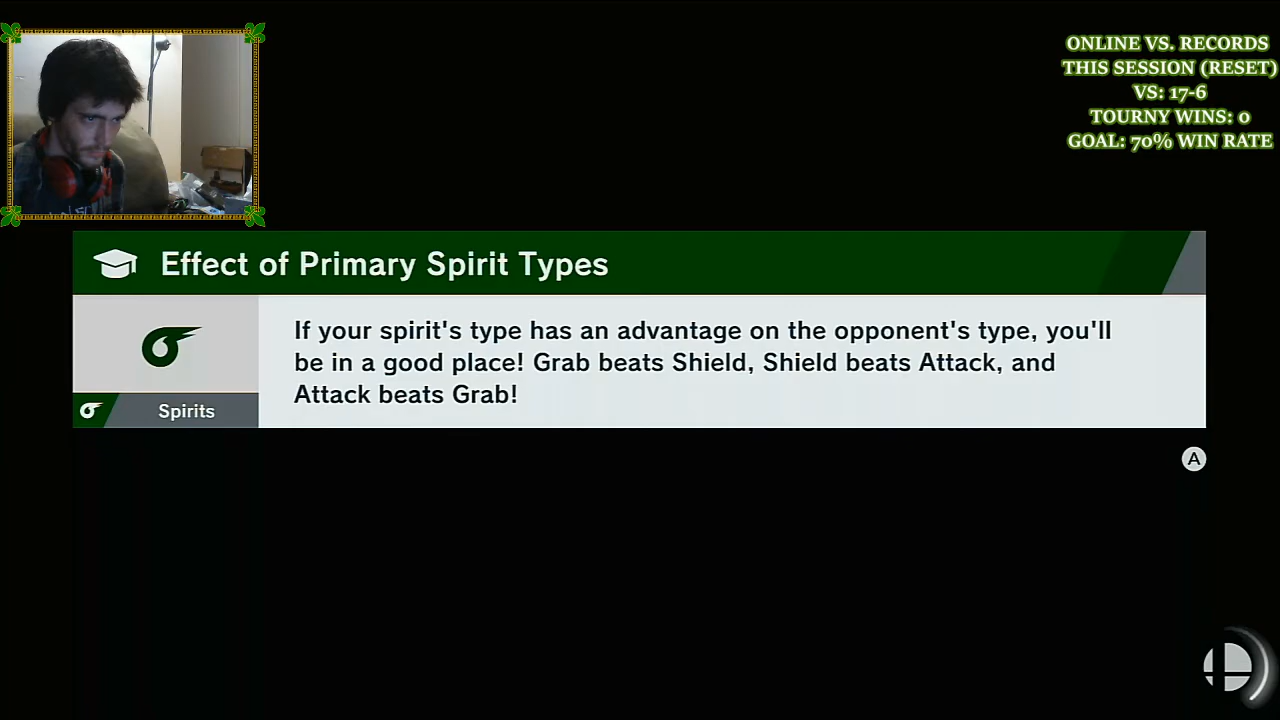 ONLINE VS. RECORDS
THIS SESSION (RESET)
VS: 17-6
TOURNY WINS: 0
GOAL: 70% WIN RATE
Effect of Primary Spirit Types
If your spirit's type has an advantage on the opponent's type, you'll
be in a good place! Grab beats Shield, Shield beats Attack, and
Attack beats Grab!
Spirits
A